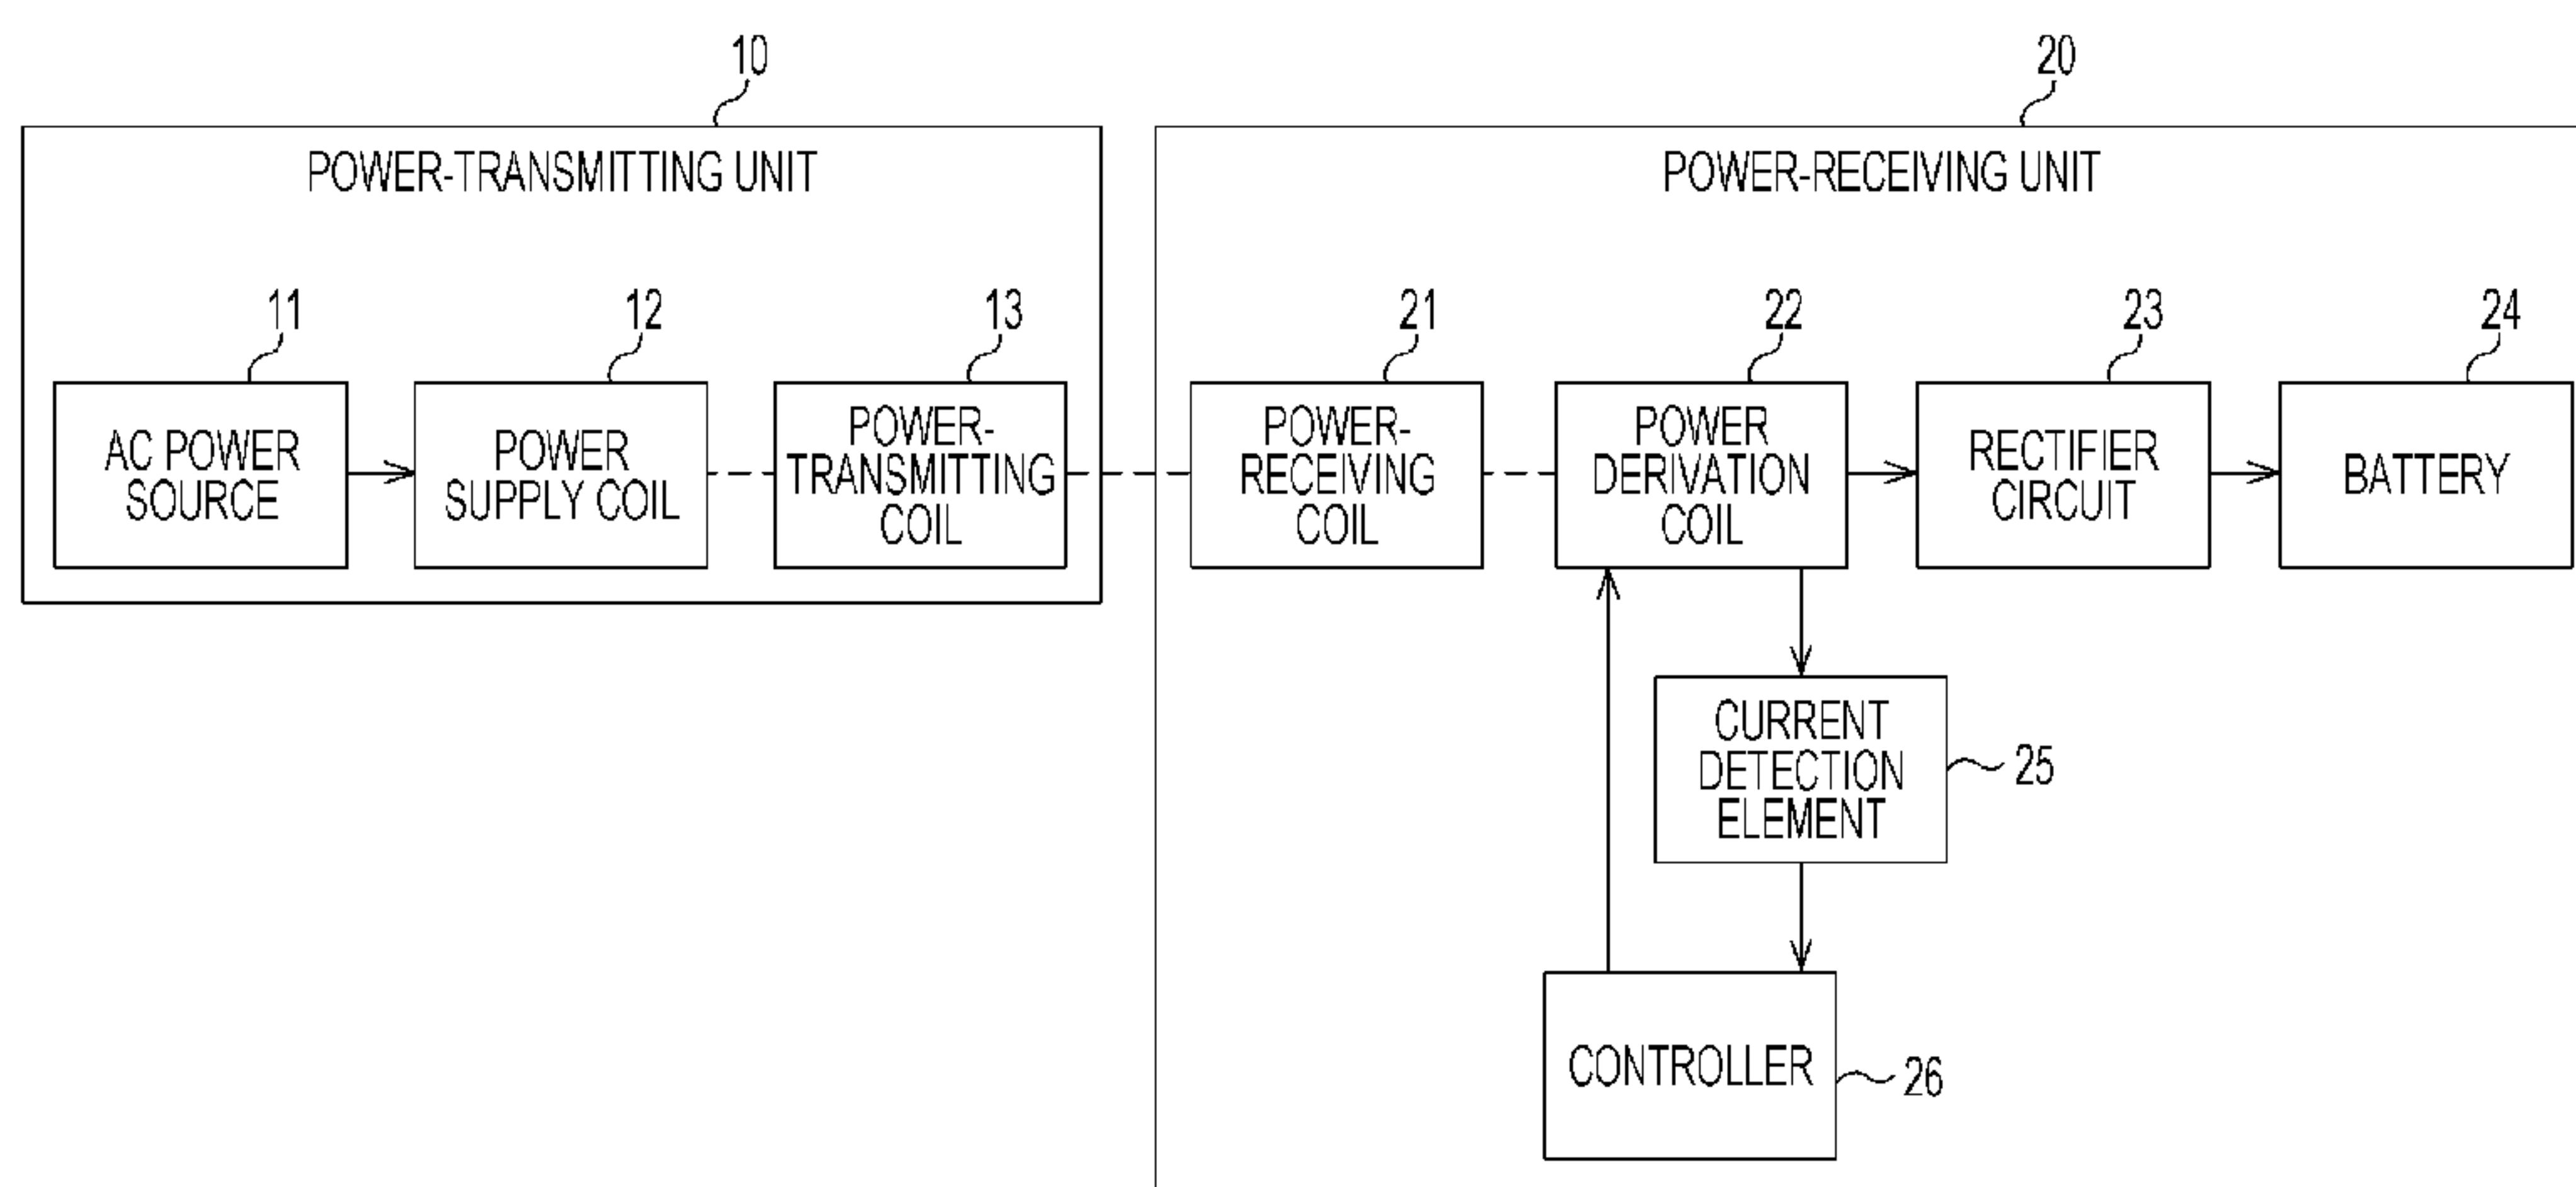 10
20
POWER-TRANSMITTING UNIT
POWER-RECEIVING UNIT
11
12
13
21
22
23
24
AC POWER
SOURCE
POWER
SUPPLY COIL
POWER-
TRANSMITTING
COIL
POWER-
RECEIVING
COIL
POWER
DERIVATION
COIL
RECTIFIER
CIRCUIT
BATTERY
CURRENT
DETECTION
ELEMENT
25
CONTROLLER
26